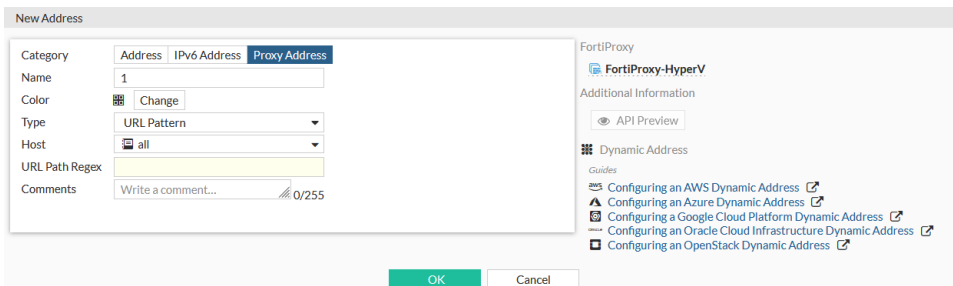 New Address
Category Address IPv6 Address Proxy Address
Name 1
Color Change
Type URL Pattern
Host all
URL Path Regex
Comments Write a comment... 0/255
FortiProxy
FortiProxy-HyperV
Additional Information
API Preview
Dynamic Address
Guides
aws Configuring an AWS Dynamic Address
Configuring an Azure Dynamic Address
Configuring a Google Cloud Platform Dynamic Address
Configuring an Oracle Cloud Infrastructure Dynamic Address
Configuring an OpenStack Dynamic Address
OK Cancel